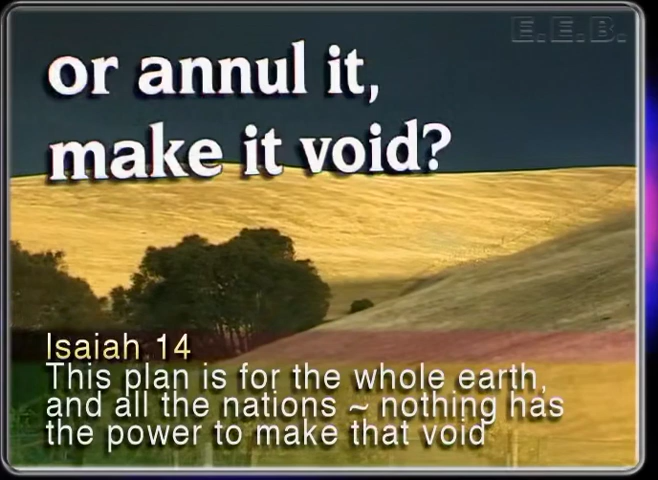 E.E.B.
or annul it,
make it void?
Isaiah 14
This plan is for the whole earth,
and all the nations ~ nothing has
the power to make that void